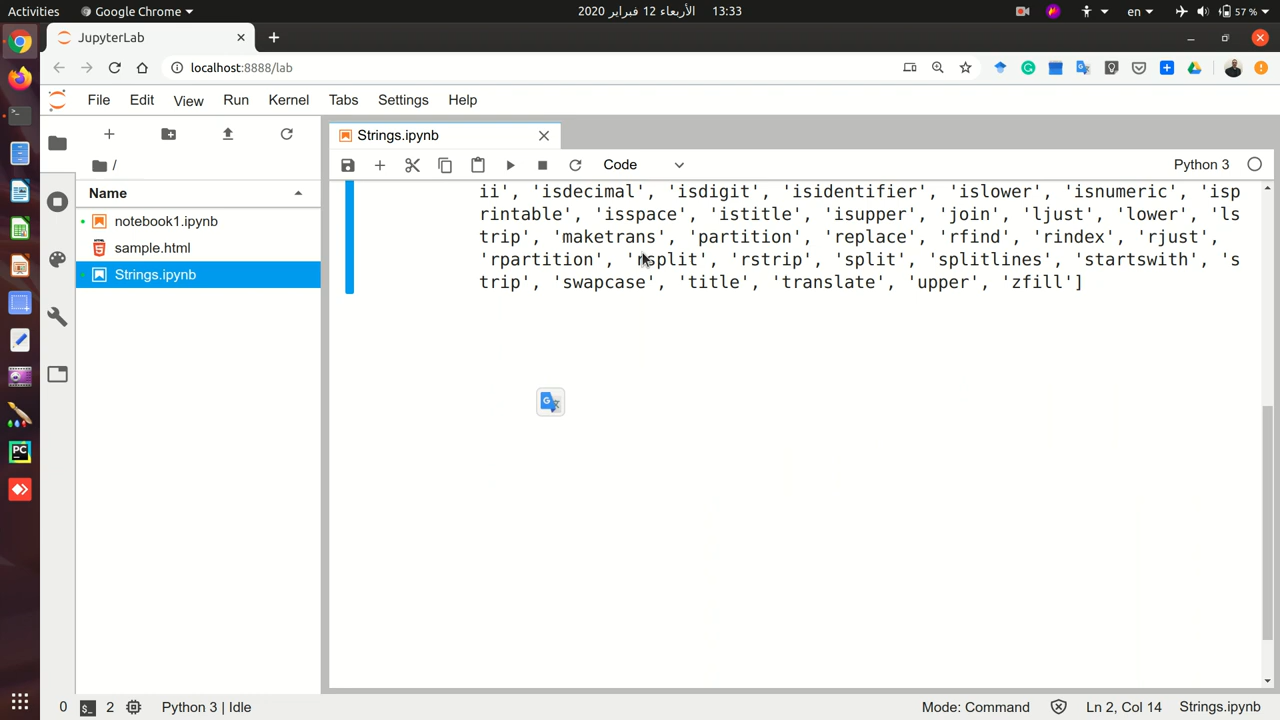 Activities
Google Chrome
الأربعاء 12 فبراير 2020
13:33
en
57 %
JupyterLab
localhost:8888/lab
File Edit View Run Kernel Tabs Settings Help
Strings.ipynb
/
Code
Python 3
Name
notebook1.ipynb
sample.html
Strings.ipynb
ii', 'isdecimal', 'isdigit', 'isidentifier', 'islower', 'isnumeric', 'isp
rintable', 'isspace', 'istitle', 'isupper', 'join', 'ljust', 'lower', 'ls
trip', 'maketrans', 'partition', 'replace', 'rfind', 'rindex', 'rjust',
'rpartition', 'rsplit', 'rstrip', 'split', 'splitlines', 'startswith', 's
trip', 'swapcase', 'title', 'translate', 'upper', 'zfill']
PC
0
2
Python 3 | Idle
Mode: Command
Ln 2, Col 14
Strings.ipynb